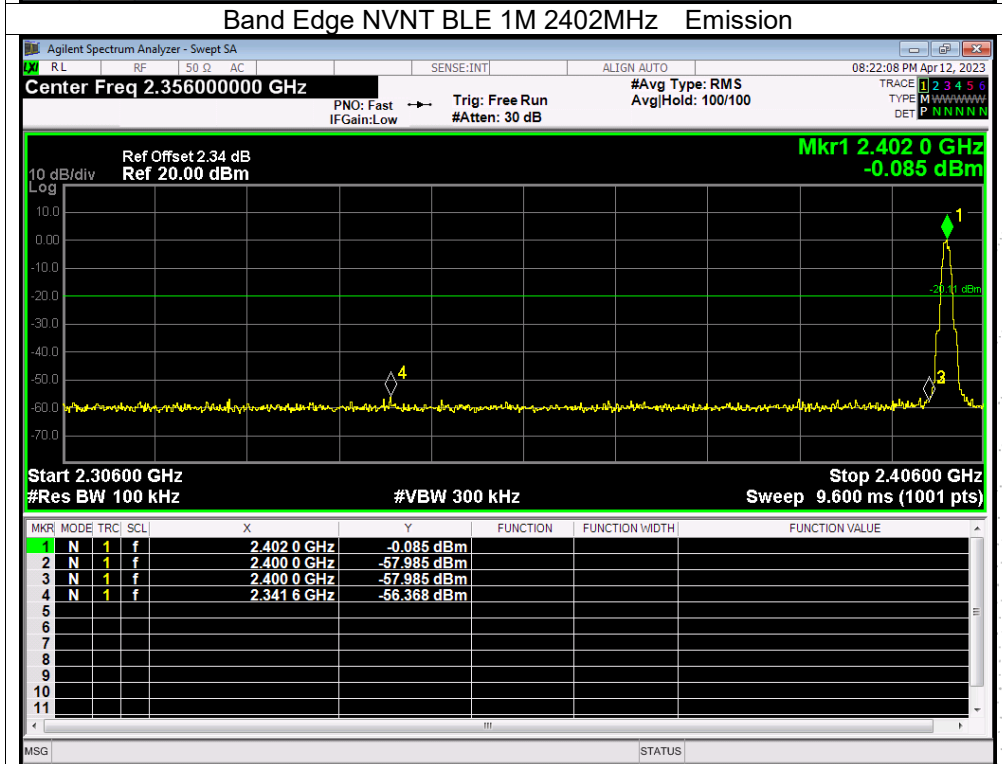 Band Edge NVNT BLE 1M 2402MHz Emission
Agilent Spectrum Analyzer - Swept SA
LXI RL RF 50 Ω AC SENSE:INT ALIGN AUTO 08:22:08 PM Apr 12, 2023
Center Freq 2.356000000 GHz #Avg Type: RMS TRACE 1 2 3 4 5 6
PNO: Fast Trig: Free Run Avg|Hold: 100/100 TYPE M WWWWW
IFGain:Low #Atten: 30 dB DET P N N N N N
Mkr1 2.402 0 GHz
Ref Offset 2.34 dB
10 dB/div Ref 20.00 dBm -0.085 dBm
Log
10.0
1
0.00
-10.0
-20.0 -20.11 dBm
-30.0
-40.0
4
-50.0 3
-60.0
-70.0
Start 2.30600 GHz Stop 2.40600 GHz
#Res BW 100 kHz #VBW 300 kHz Sweep 9.600 ms (1001 pts)
MKR MODE TRC SCL X Y FUNCTION FUNCTION WIDTH FUNCTION VALUE
1 N 1 f 2.402 0 GHz -0.085 dBm
2 N 1 f 2.400 0 GHz -57.985 dBm
3 N 1 f 2.400 0 GHz -57.985 dBm
4 N 1 f 2.341 6 GHz -56.368 dBm
5
6
7
8
9
10
11
MSG STATUS